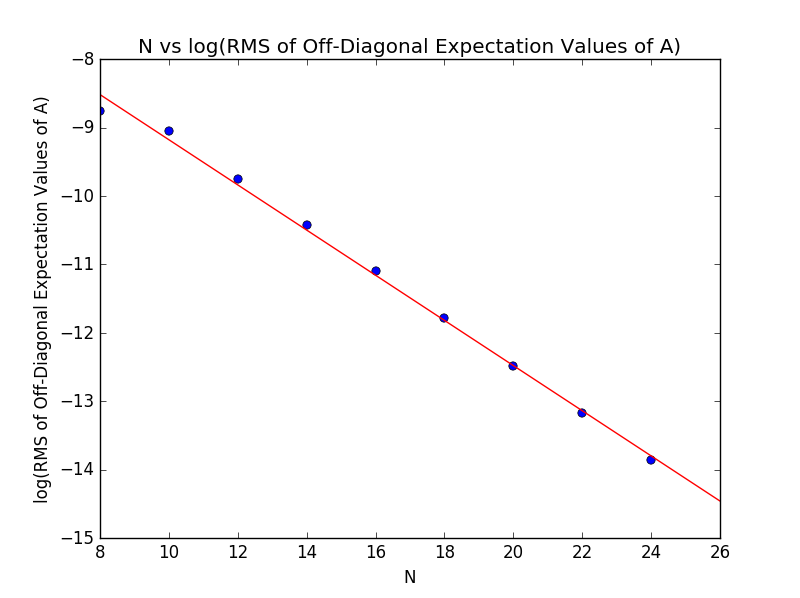 N vs log(RMS of Off-Diagonal Expectation Values of A)
log(RMS of Off-Diagonal Expectation Values of A)
−8
−9
−10
−11
−12
−13
−14
−15
8 10 12 14 16 18 20 22 24 26
N